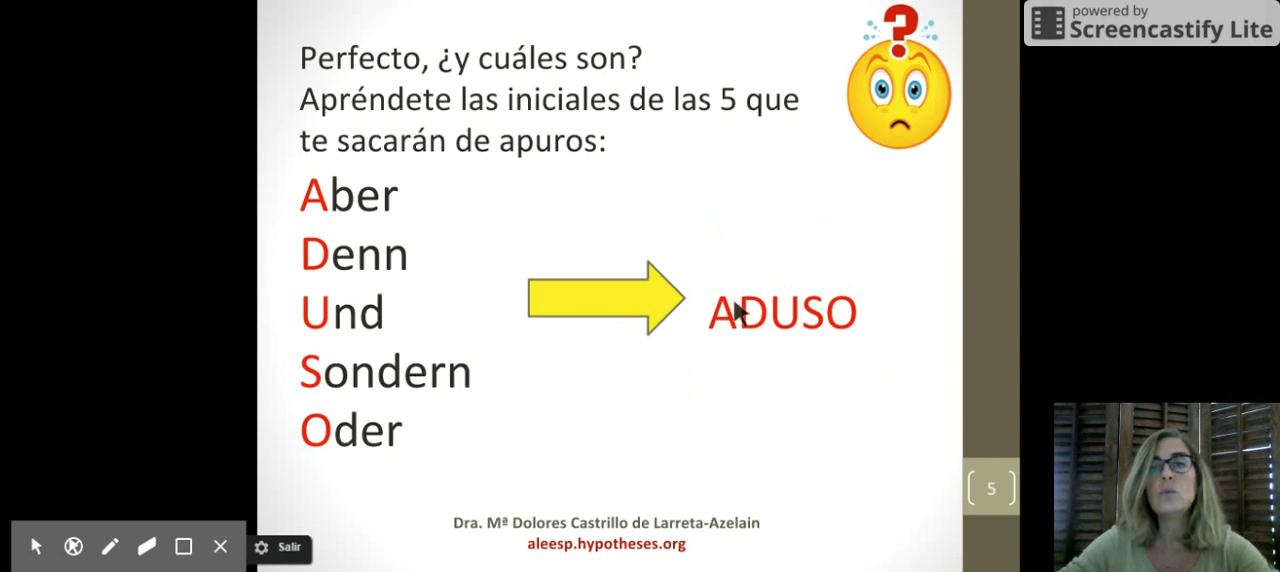 powered by
Screencastify Lite
Perfecto, ¿y cuáles son?
Apréndete las iniciales de las 5 que
te sacarán de apuros:
Aber
Denn
Und
Sondern
Oder
ADUSO
5
Dra. Mª Dolores Castrillo de Larreta-Azelain
aleesp.hypotheses.org
Salir